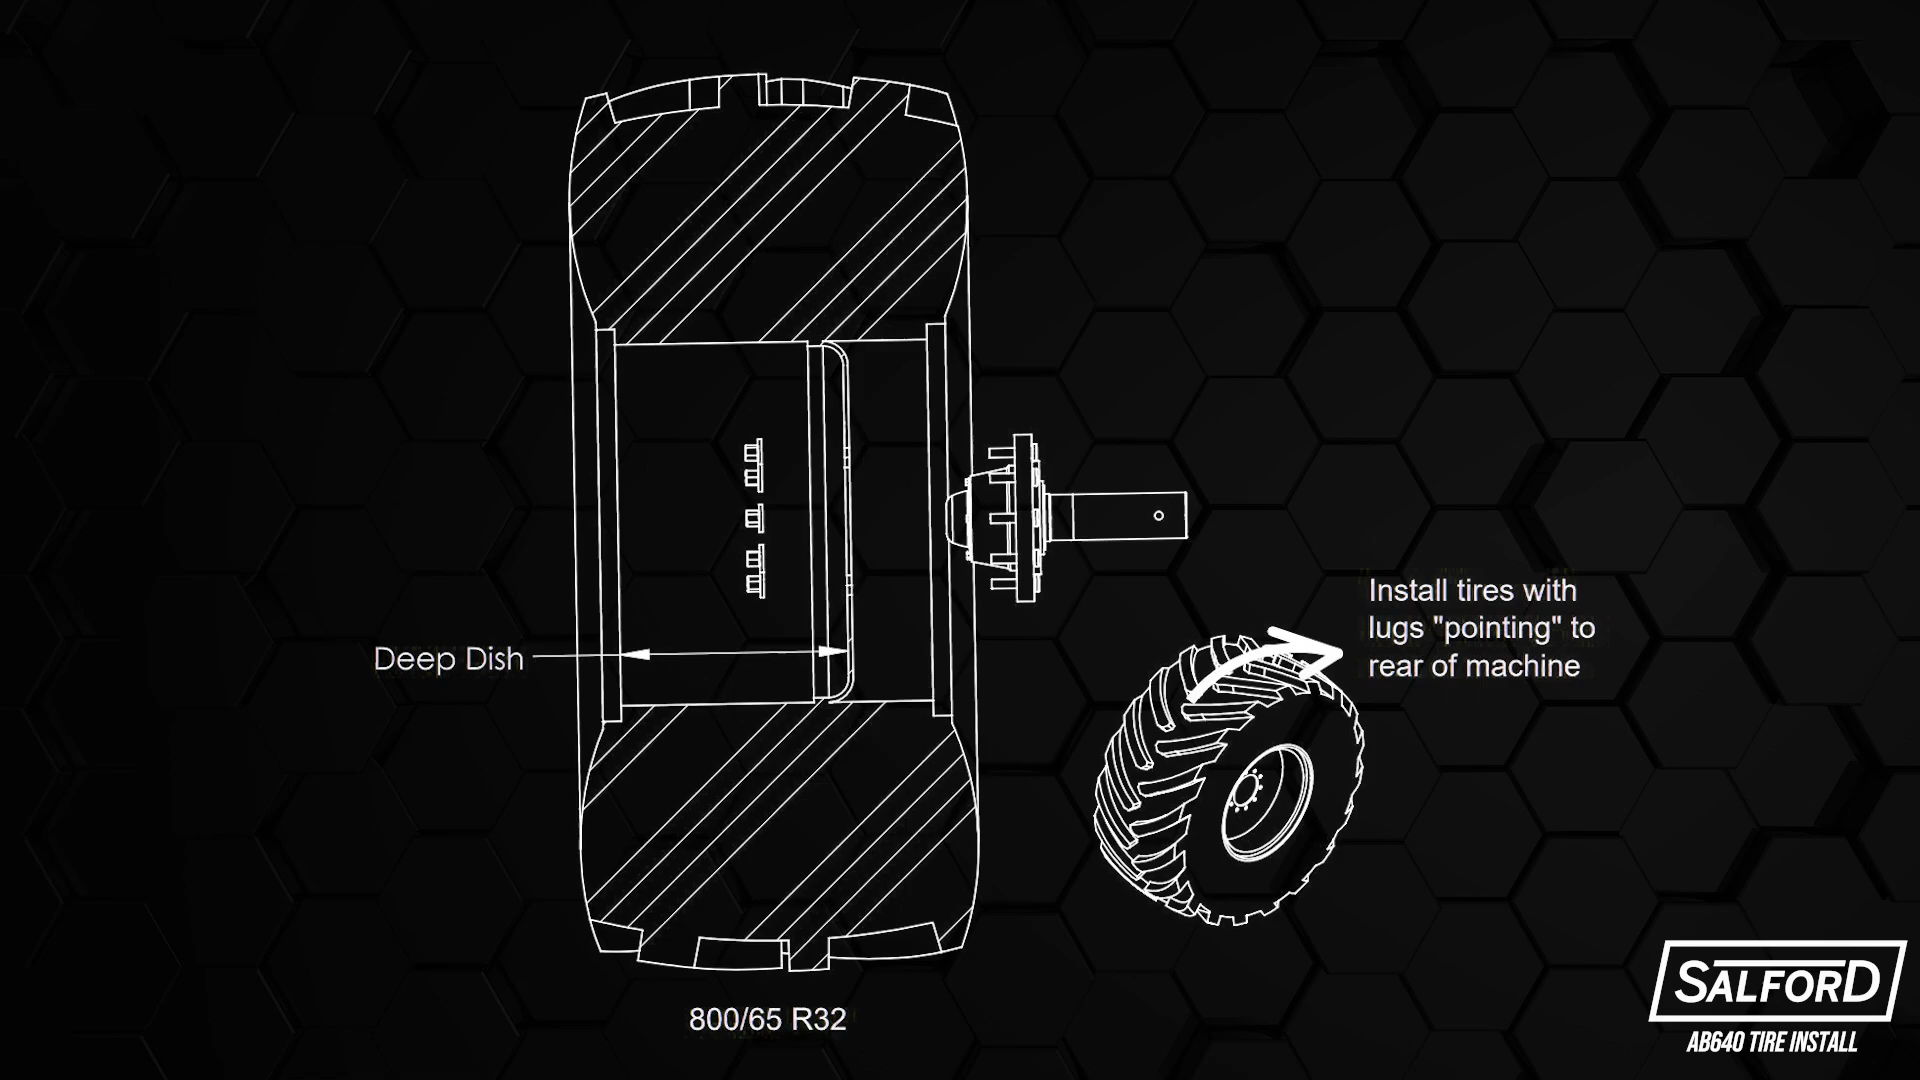 Install tires with
lugs "pointing" to
rear of machine
Deep Dish
800/65 R32
SALFORD
AB640 TIRE INSTALL